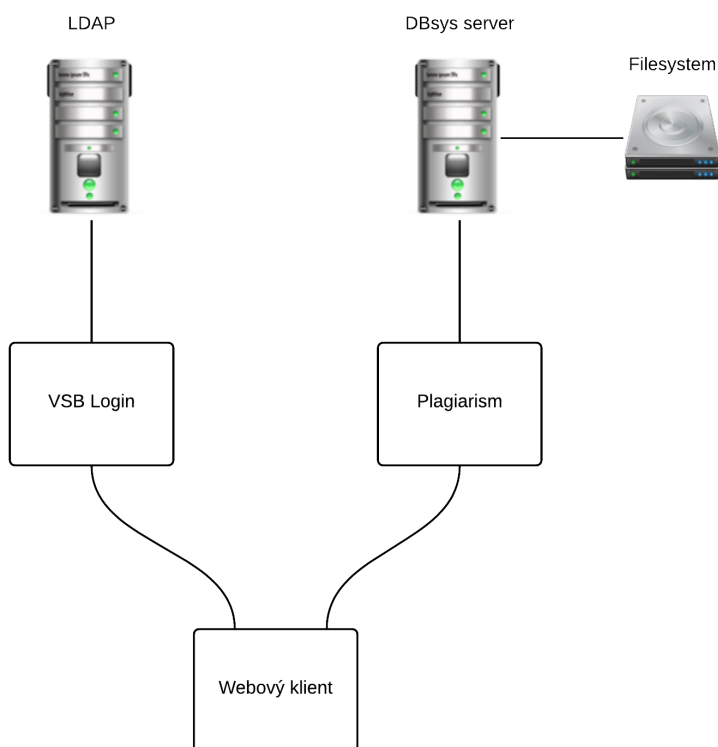 LDAP
DBsys server
Filesystem
VSB Login
Plagiarism
Webový klient